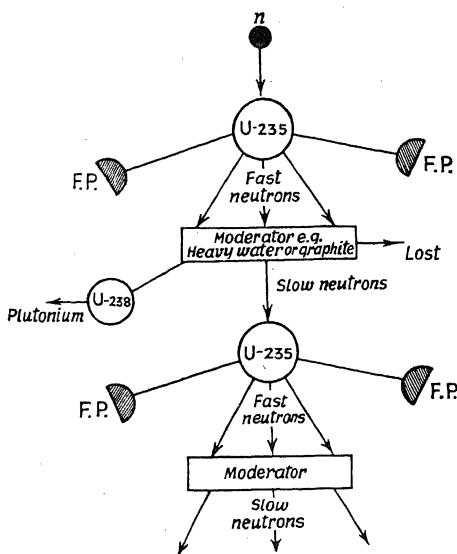 n
U-235
F.P.
F.P.
Fast
neutrons
Moderator e.g.
Heavy water or graphite
Lost
Slow neutrons
U-238
Plutonium
U-235
F.P.
F.P.
Fast
neutrons
Moderator
Slow
neutrons